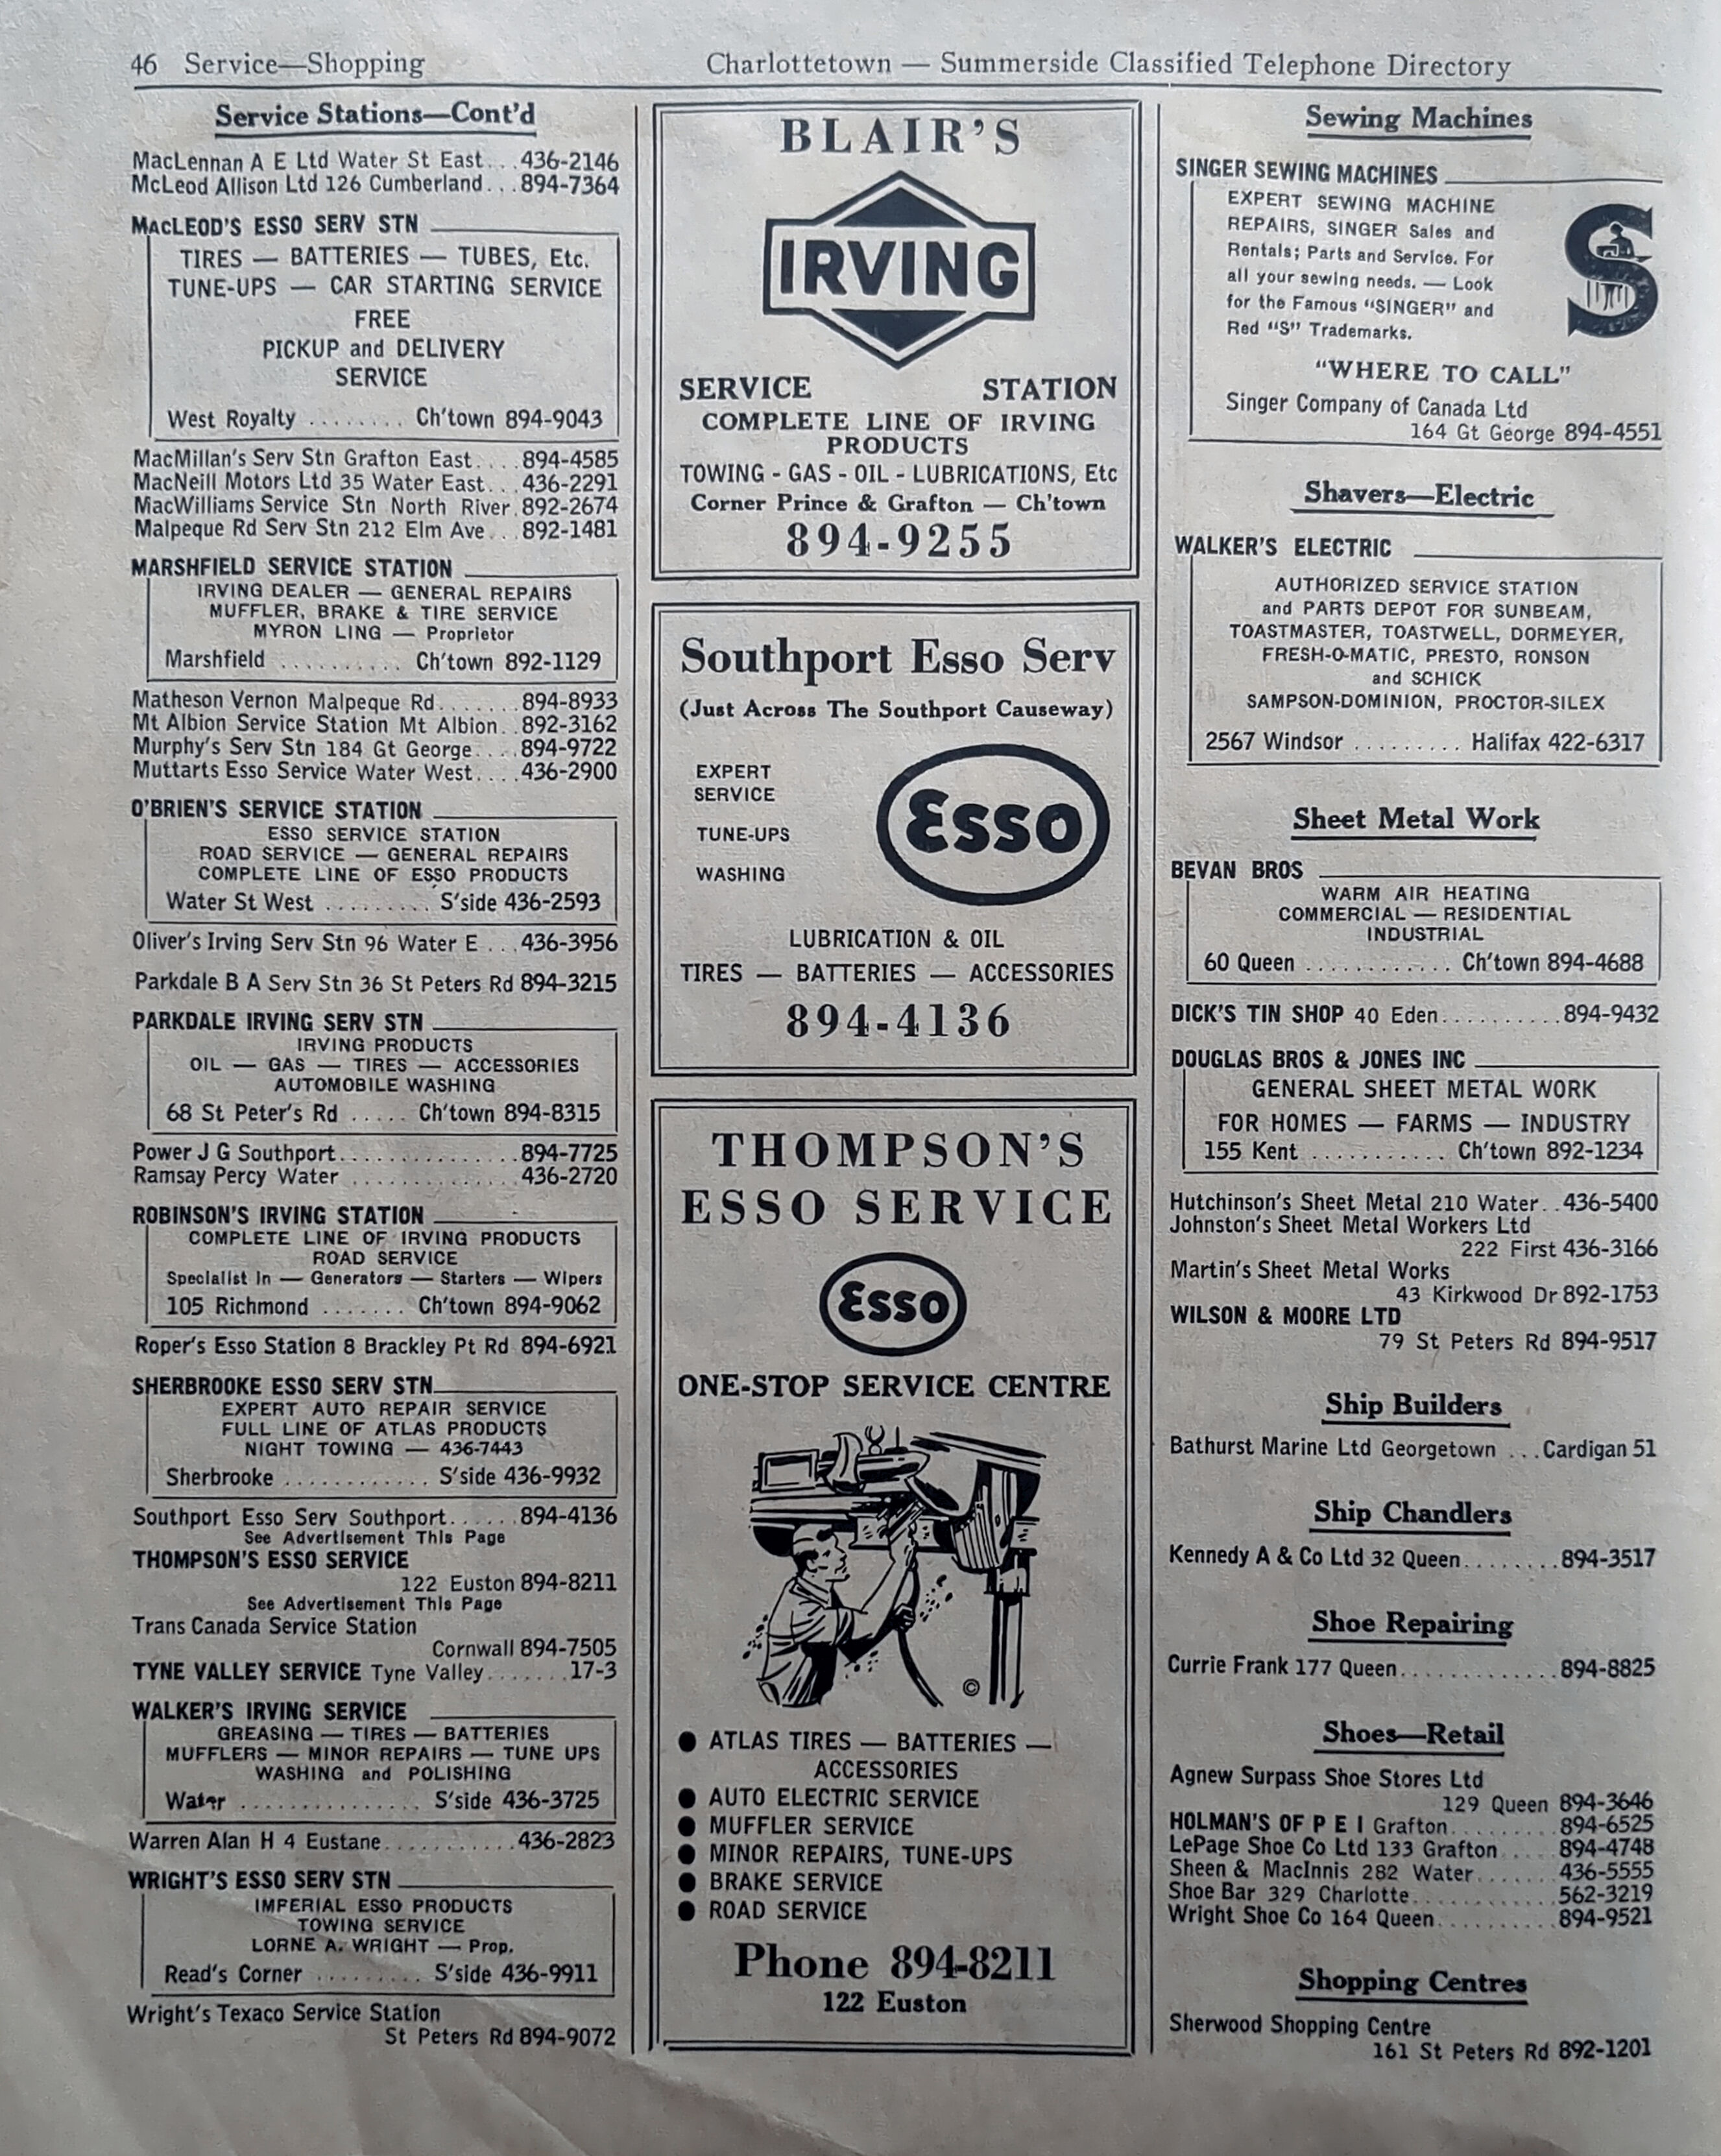 46 Service—Shopping
Charlottetown — Summerside Classified Telephone Directory
Service Stations—Cont'd
MacLennan A E Ltd Water St East. . .436-2146
McLeod Allison Ltd 126 Cumberland. . .894-7364
MacLEOD'S ESSO SERV STN
TIRES — BATTERIES — TUBES, Etc.
TUNE-UPS — CAR STARTING SERVICE
FREE
PICKUP and DELIVERY
SERVICE
West Royalty . . . . . . . . Ch'town 894-9043
MacMillan's Serv Stn Grafton East. . . .894-4585
MacNeill Motors Ltd 35 Water East. . .436-2291
MacWilliams Service Stn North River.892-2674
Malpeque Rd Serv Stn 212 Elm Ave. . .892-1481
MARSHFIELD SERVICE STATION
IRVING DEALER — GENERAL REPAIRS
MUFFLER, BRAKE & TIRE SERVICE
MYRON LING — Proprietor
Marshfield . . . . . . . . . . Ch'town 892-1129
Matheson Vernon Malpeque Rd. . . . . . .894-8933
Mt Albion Service Station Mt Albion. .892-3162
Murphy's Serv Stn 184 Gt George. . . .894-9722
Muttarts Esso Service Water West. . . .436-2900
O'BRIEN'S SERVICE STATION
ESSO SERVICE STATION
ROAD SERVICE — GENERAL REPAIRS
COMPLETE LINE OF ESSO PRODUCTS
Water St West . . . . . . . . . S'side 436-2593
Oliver's Irving Serv Stn 96 Water E . . .436-3956
Parkdale B A Serv Stn 36 St Peters Rd 894-3215
PARKDALE IRVING SERV STN
IRVING PRODUCTS
OIL — GAS — TIRES — ACCESSORIES
AUTOMOBILE WASHING
68 St Peter's Rd . . . . . Ch'town 894-8315
Power J G Southport. . . . . . . . . . . . . . .894-7725
Ramsay Percy Water . . . . . . . . . . . . . .436-2720
ROBINSON'S IRVING STATION
COMPLETE LINE OF IRVING PRODUCTS
ROAD SERVICE
Specialist In — Generators — Starters — Wipers
105 Richmond . . . . . . . Ch'town 894-9062
Roper's Esso Station 8 Brackley Pt Rd 894-6921
SHERBROOKE ESSO SERV STN
EXPERT AUTO REPAIR SERVICE
FULL LINE OF ATLAS PRODUCTS
NIGHT TOWING — 436-7443
Sherbrooke . . . . . . . . . . . . S'side 436-9932
Southport Esso Serv Southport. . . . . .894-4136
See Advertisement This Page
THOMPSON'S ESSO SERVICE
122 Euston 894-8211
See Advertisement This Page
Trans Canada Service Station
Cornwall 894-7505
TYNE VALLEY SERVICE Tyne Valley. . . . . . .17-3
WALKER'S IRVING SERVICE
GREASING — TIRES — BATTERIES
MUFFLERS — MINOR REPAIRS — TUNE UPS
WASHING and POLISHING
Water . . . . . . . . . . . . . . . S'side 436-3725
Warren Alan H 4 Eustane. . . . . . . . . . .436-2823
WRIGHT'S ESSO SERV STN
IMPERIAL ESSO PRODUCTS
TOWING SERVICE
LORNE A. WRIGHT — Prop.
Read's Corner . . . . . . . . . S'side 436-9911
Wright's Texaco Service Station
St Peters Rd 894-9072
BLAIR'S
IRVING
SERVICE STATION
COMPLETE LINE OF IRVING
PRODUCTS
TOWING - GAS - OIL - LUBRICATIONS, Etc
Corner Prince & Grafton — Ch'town
894-9255
Southport Esso Serv
(Just Across The Southport Causeway)
EXPERT
SERVICE
TUNE-UPS
WASHING
Esso
LUBRICATION & OIL
TIRES — BATTERIES — ACCESSORIES
894-4136
THOMPSON'S
ESSO SERVICE
Esso
ONE-STOP SERVICE CENTRE
©
● ATLAS TIRES — BATTERIES —
ACCESSORIES
● AUTO ELECTRIC SERVICE
● MUFFLER SERVICE
● MINOR REPAIRS, TUNE-UPS
● BRAKE SERVICE
● ROAD SERVICE
Phone 894-8211
122 Euston
Sewing Machines
SINGER SEWING MACHINES
EXPERT SEWING MACHINE
REPAIRS, SINGER Sales and
Rentals; Parts and Service. For
all your sewing needs. — Look
for the Famous "SINGER" and
Red "S" Trademarks.
S
"WHERE TO CALL"
Singer Company of Canada Ltd
164 Gt George 894-4551
Shavers—Electric
WALKER'S ELECTRIC
AUTHORIZED SERVICE STATION
and PARTS DEPOT FOR SUNBEAM,
TOASTMASTER, TOASTWELL, DORMEYER,
FRESH-O-MATIC, PRESTO, RONSON
and SCHICK
SAMPSON-DOMINION, PROCTOR-SILEX
2567 Windsor . . . . . . . . . Halifax 422-6317
Sheet Metal Work
BEVAN BROS
WARM AIR HEATING
COMMERCIAL — RESIDENTIAL
INDUSTRIAL
60 Queen . . . . . . . . . . . . Ch'town 894-4688
DICK'S TIN SHOP 40 Eden. . . . . . . . . .894-9432
DOUGLAS BROS & JONES INC
GENERAL SHEET METAL WORK
FOR HOMES — FARMS — INDUSTRY
155 Kent . . . . . . . . . . . Ch'town 892-1234
Hutchinson's Sheet Metal 210 Water. .436-5400
Johnston's Sheet Metal Workers Ltd
222 First 436-3166
Martin's Sheet Metal Works
43 Kirkwood Dr 892-1753
WILSON & MOORE LTD
79 St Peters Rd 894-9517
Ship Builders
Bathurst Marine Ltd Georgetown . . .Cardigan 51
Ship Chandlers
Kennedy A & Co Ltd 32 Queen. . . . . . . .894-3517
Shoe Repairing
Currie Frank 177 Queen. . . . . . . . . . . . .894-8825
Shoes—Retail
Agnew Surpass Shoe Stores Ltd
129 Queen 894-3646
HOLMAN'S OF P E I Grafton. . . . . . . . .894-6525
LePage Shoe Co Ltd 133 Grafton . . . . .894-4748
Sheen & MacInnis 282 Water. . . . . . .436-5555
Shoe Bar 329 Charlotte. . . . . . . . . . . .562-3219
Wright Shoe Co 164 Queen. . . . . . . . . .894-9521
Shopping Centres
Sherwood Shopping Centre
161 St Peters Rd 892-1201